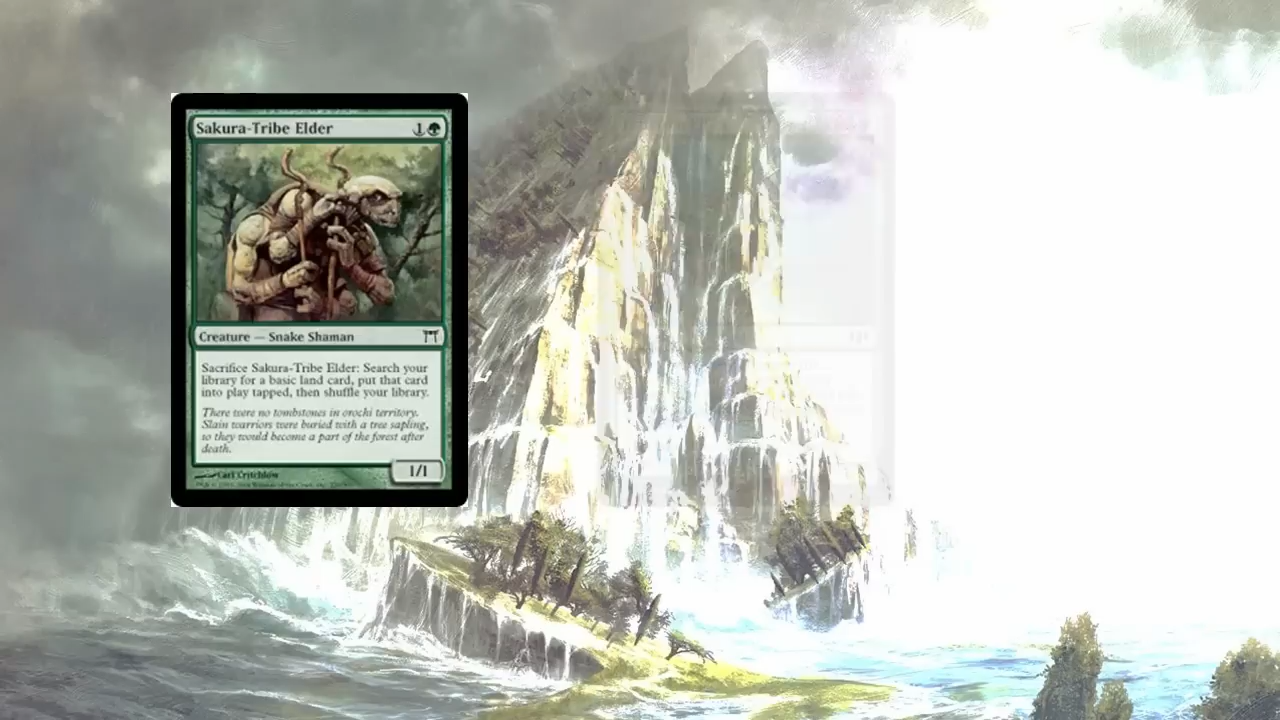 Sakura-Tribe Elder 1
Creature — Snake Shaman
Sacrifice Sakura-Tribe Elder: Search your
library for a basic land card, put that card
into play tapped, then shuffle your library.
There were no tombstones in orochi territory.
Slain warriors were buried with a tree sapling,
so they would become a part of the forest after
death.
1/1
Carl Critchlow